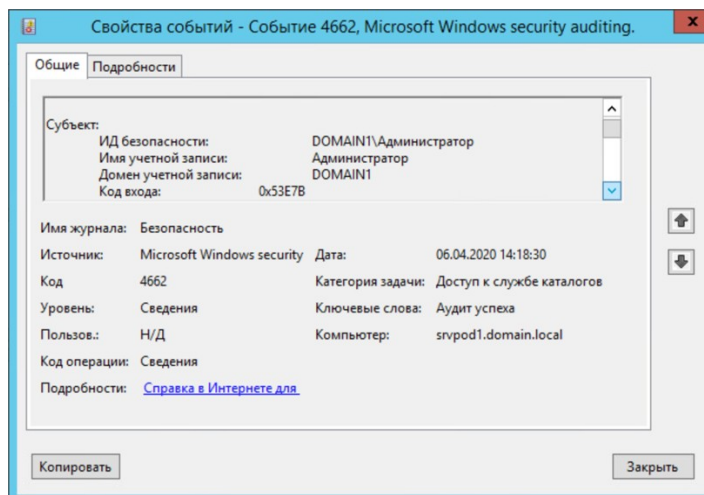 Свойства событий - Событие 4662, Microsoft Windows security auditing.
x
Общие Подробности
Субъект:
ИД безопасности: DOMAIN1\Администратор
Имя учетной записи: Администратор
Домен учетной записи: DOMAIN1
Код входа: 0x53E7B
Имя журнала: Безопасность
Источник: Microsoft Windows security Дата: 06.04.2020 14:18:30
Код 4662 Категория задачи: Доступ к службе каталогов
Уровень: Сведения Ключевые слова: Аудит успеха
Пользов.: Н/Д Компьютер: srvpod1.domain.local
Код операции: Сведения
Подробности: Справка в Интернете для
Копировать Закрыть